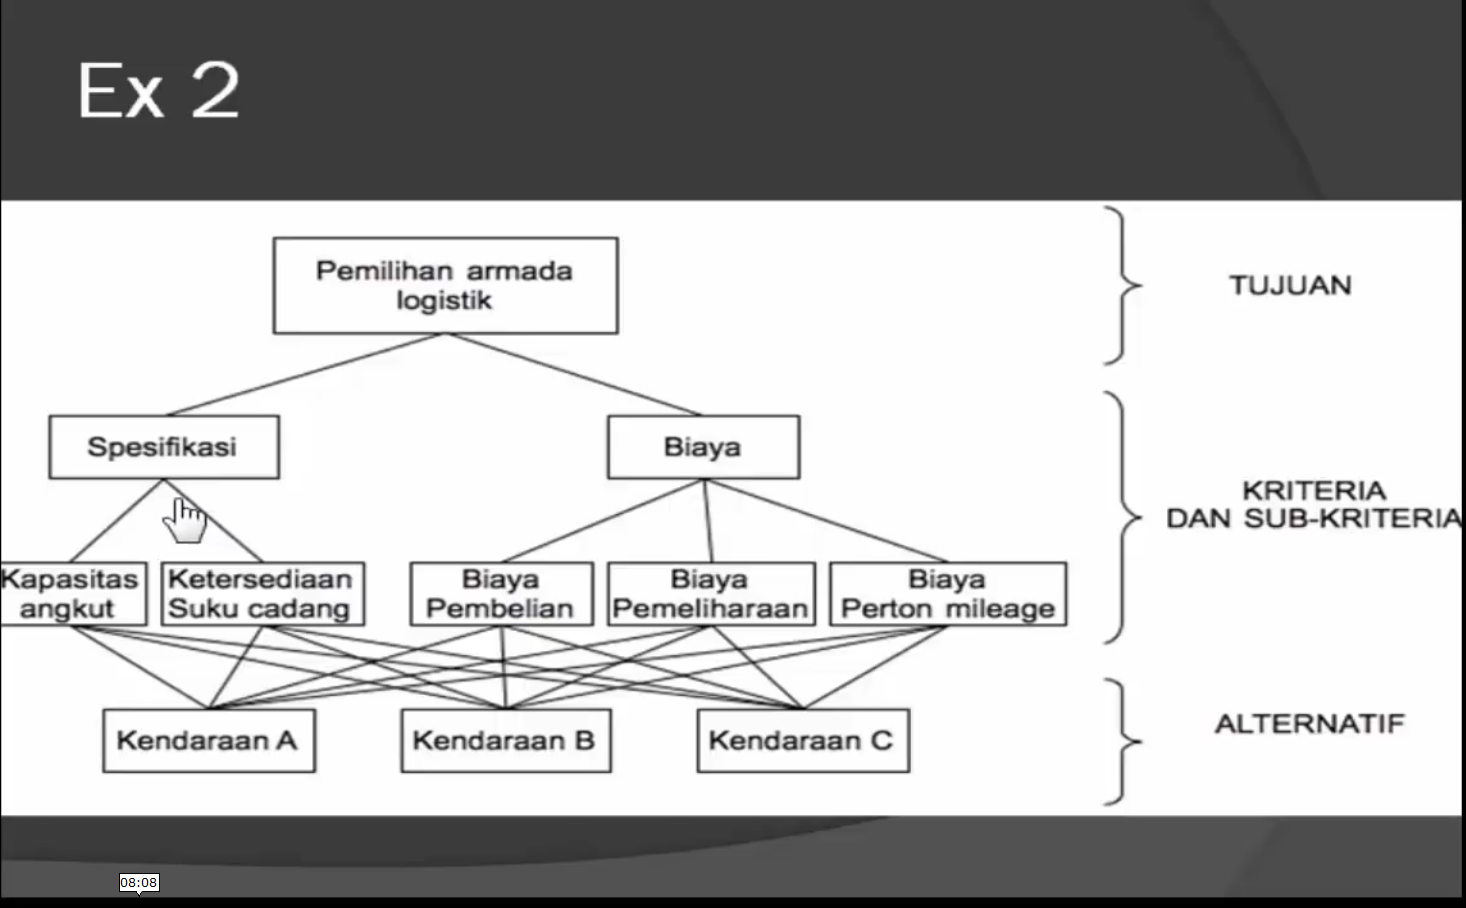 Ex 2
Pemilihan armada
logistik
TUJUAN
Spesifikasi
Biaya
KRITERIA
DAN SUB-KRITERIA
Kapasitas
angkut
Ketersediaan
Suku cadang
Biaya
Pembelian
Biaya
Pemeliharaan
Biaya
Perton mileage
Kendaraan A
Kendaraan B
Kendaraan C
ALTERNATIF
08:08